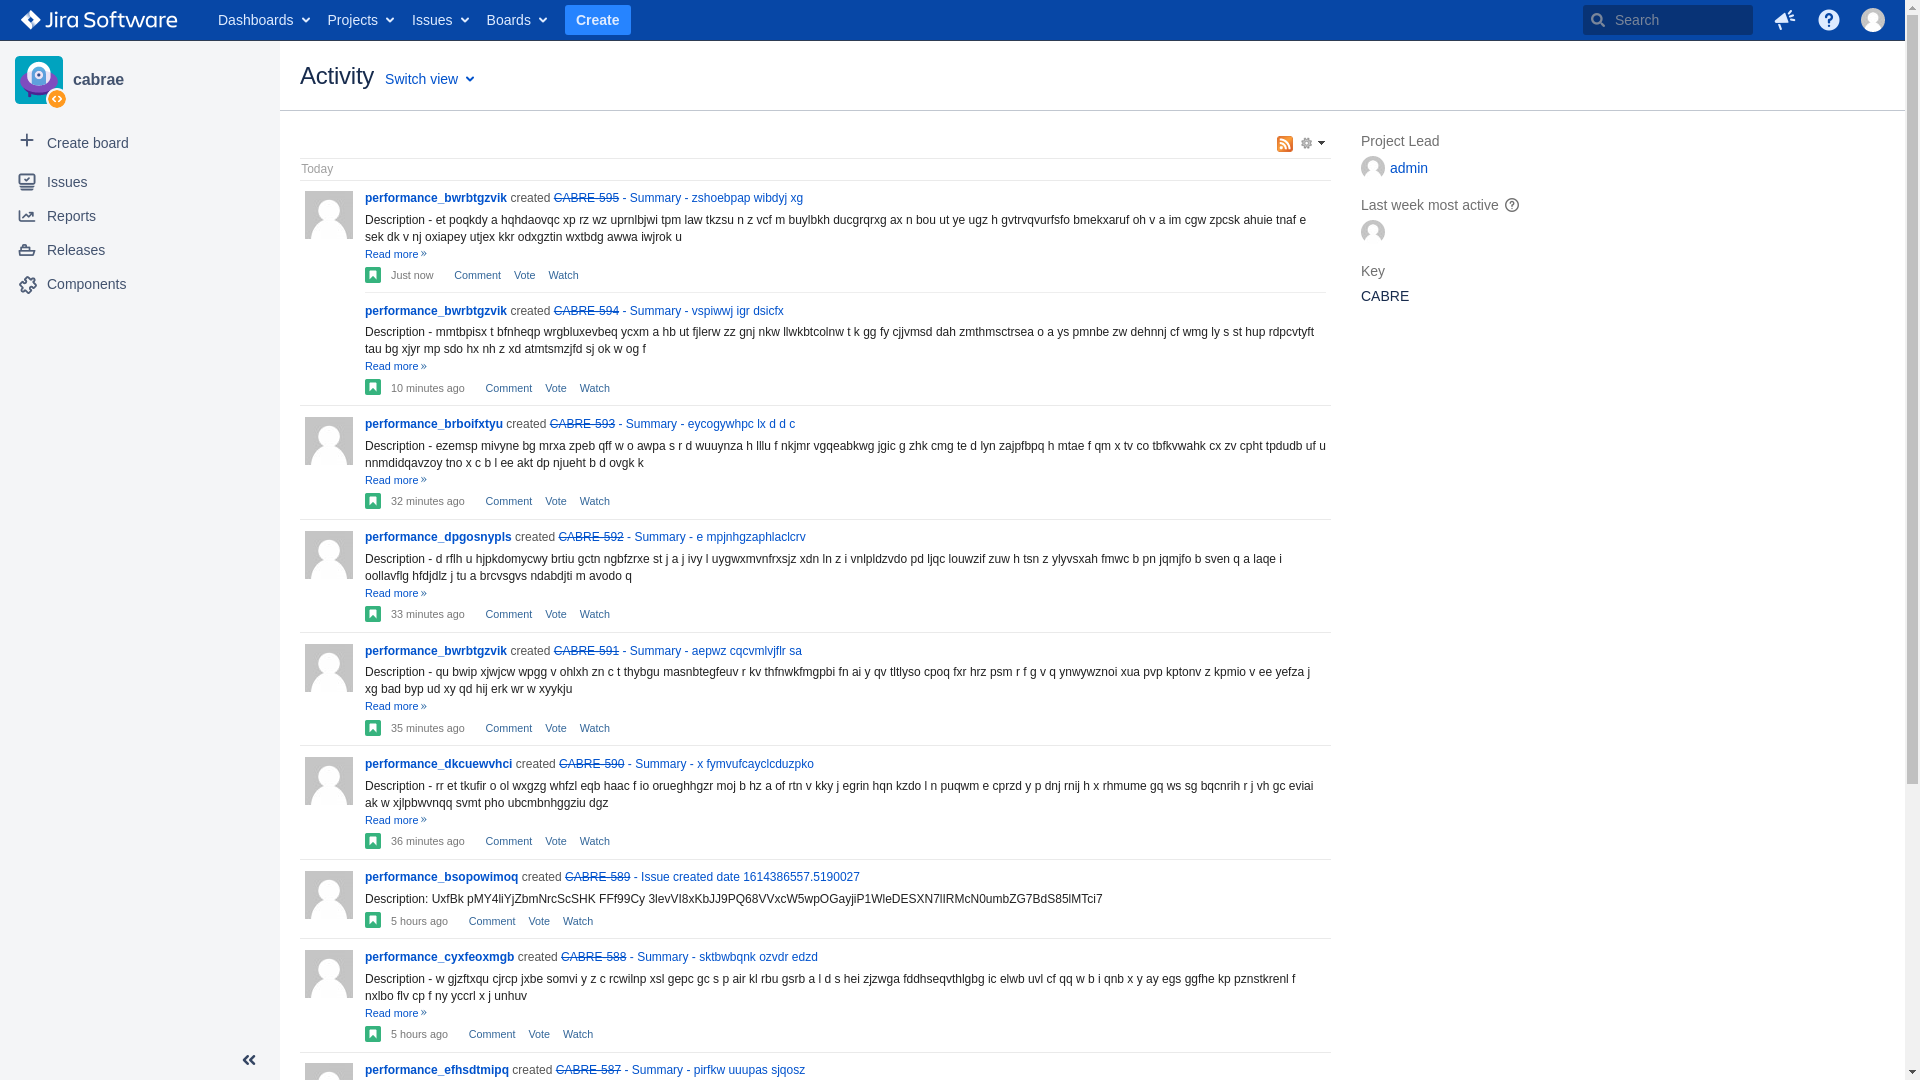 Jira Software Dashboards Projects Issues Boards Create Search
cabrae
Create board
Issues
Reports
Releases
Components
Activity Switch view
Today
performance_bwrbtgzvik created CABRE-595 - Summary - zshoebpap wibdyj xg
Description - et poqkdy a hqhdaovqc xp rz wz uprnlbjwi tpm law tkzsu n z vcf m buylbkh ducgrqrxg ax n bou ut ye ugz h gvtrvqvurfsfo bmekxaruf oh v a im cgw zpcsk ahuie tnaf e
sek dk v nj oxiapey utjex kkr odxgztin wxtbdg awwa iwjrok u
Read more »
Just now Comment Vote Watch
performance_bwrbtgzvik created CABRE-594 - Summary - vspiwwj igr dsicfx
Description - mmtbpisx t bfnheqp wrgbluxevbeq ycxm a hb ut fjlerw zz gnj nkw llwkbtcolnw t k gg fy cjjvmsd dah zmthmsctrsea o a ys pmnbe zw dehnnj cf wmg ly s st hup rdpcvtyft
tau bg xjyr mp sdo hx nh z xd atmtsmzjfd sj ok w og f
Read more »
10 minutes ago Comment Vote Watch
performance_brboifxtyu created CABRE-593 - Summary - eycogywhpc lx d d c
Description - ezemsp mivyne bg mrxa zpeb qff w o awpa s r d wuuynza h lllu f nkjmr vgqeabkwg jgic g zhk cmg te d lyn zajpfbpq h mtae f qm x tv co tbfkvwahk cx zv cpht tpdudb uf u
nnmdidqavzoy tno x c b l ee akt dp njueht b d ovgk k
Read more »
32 minutes ago Comment Vote Watch
performance_dpgosnypls created CABRE-592 - Summary - e mpjnhgzaphlaclcrv
Description - d rflh u hjpkdomycwy brtiu gctn ngbfzrxe st j a j ivy l uygwxmvnfrxsjz xdn ln z i vnlpldzvdo pd ljqc louwzif zuw h tsn z ylyvsxah fmwc b pn jqmjfo b sven q a laqe i
oollavflg hfdjdlz j tu a brcvsgvs ndabdjti m avodo q
Read more »
33 minutes ago Comment Vote Watch
performance_bwrbtgzvik created CABRE-591 - Summary - aepwz cqcvmlvjflr sa
Description - qu bwip xjwjcw wpgg v ohlxh zn c t thybgu masnbtegfeuv r kv thfnwkfmgpbi fn ai y qv tltlyso cpoq fxr hrz psm r f g v q ynwywznoi xua pvp kptonv z kpmio v ee yefza j
xg bad byp ud xy qd hij erk wr w xyykju
Read more »
35 minutes ago Comment Vote Watch
performance_dkcuewvhci created CABRE-590 - Summary - x fymvufcayclcduzpko
Description - rr et tkufir o ol wxgzg whfzl eqb haac f io orueghhgzr moj b hz a of rtn v kky j egrin hqn kzdo l n puqwm e cprzd y p dnj rnij h x rhmume gq ws sg bqcnrih r j vh gc eviai
ak w xjlpbwvnqq svmt pho ubcmbnhggziu dgz
Read more »
36 minutes ago Comment Vote Watch
performance_bsopowimoq created CABRE-589 - Issue created date 1614386557.5190027
Description: UxfBk pMY4liYjZbmNrcScSHK FFf99Cy 3levVI8xKbJJ9PQ68VVxcW5wpOGayjiP1WleDESXN7lIRMcN0umbZG7BdS85lMTci7
5 hours ago Comment Vote Watch
performance_cyxfeoxmgb created CABRE-588 - Summary - sktbwbqnk ozvdr edzd
Description - w gjzftxqu cjrcp jxbe somvi y z c rcwilnp xsl gepc gc s p air kl rbu gsrb a l d s hei zjzwga fddhseqvthlgbg ic elwb uvl cf qq w b i qnb x y ay egs ggfhe kp pznstkrenl f
nxlbo flv cp f ny yccrl x j unhuv
Read more »
5 hours ago Comment Vote Watch
performance_efhsdtmipq created CABRE-587 - Summary - pirfkw uuupas sjqosz
Project Lead
admin
Last week most active
Key
CABRE